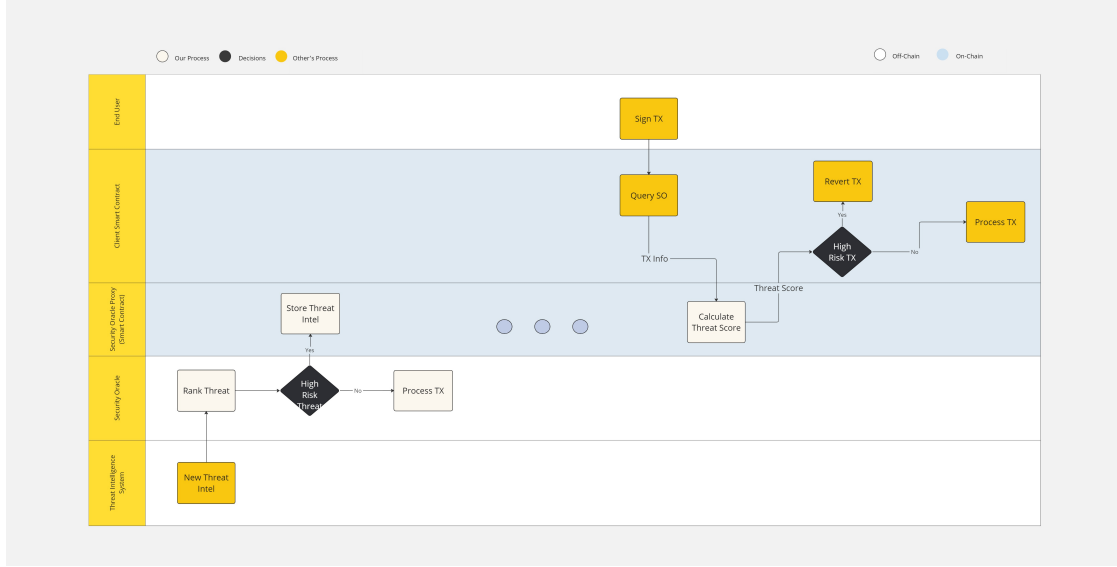 Our Process
Decisions
Other's Process
Off-Chain
On-Chain
End User
Sign TX
Client Smart Contract
Query SO
TX Info
Revert TX
Yes
High
Risk TX
No
Process TX
Threat Score
Security Oracle Proxy
(Smart Contract)
Store Threat
Intel
Calculate
Threat Score
Yes
Security Oracle
Rank Threat
High
Risk
Threat
No
Process TX
Threat Intelligence
System
New Threat
Intel